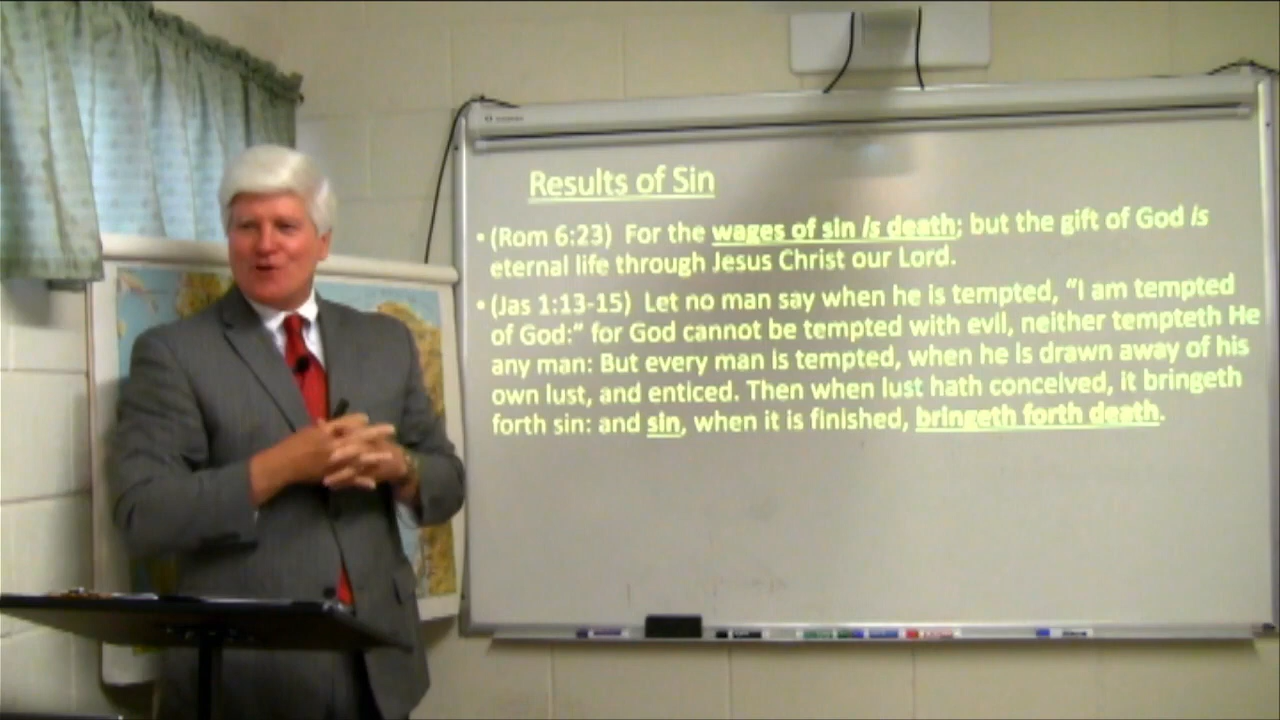 Results of Sin
• (Rom 6:23) For the wages of sin is death; but the gift of God is
eternal life through Jesus Christ our Lord.
• (Jas 1:13-15) Let no man say when he is tempted, “I am tempted
of God:“ for God cannot be tempted with evil, neither tempteth He
any man: But every man is tempted, when he is drawn away of his
own lust, and enticed. Then when lust hath conceived, it bringeth
forth sin: and sin, when it is finished, bringeth forth death.